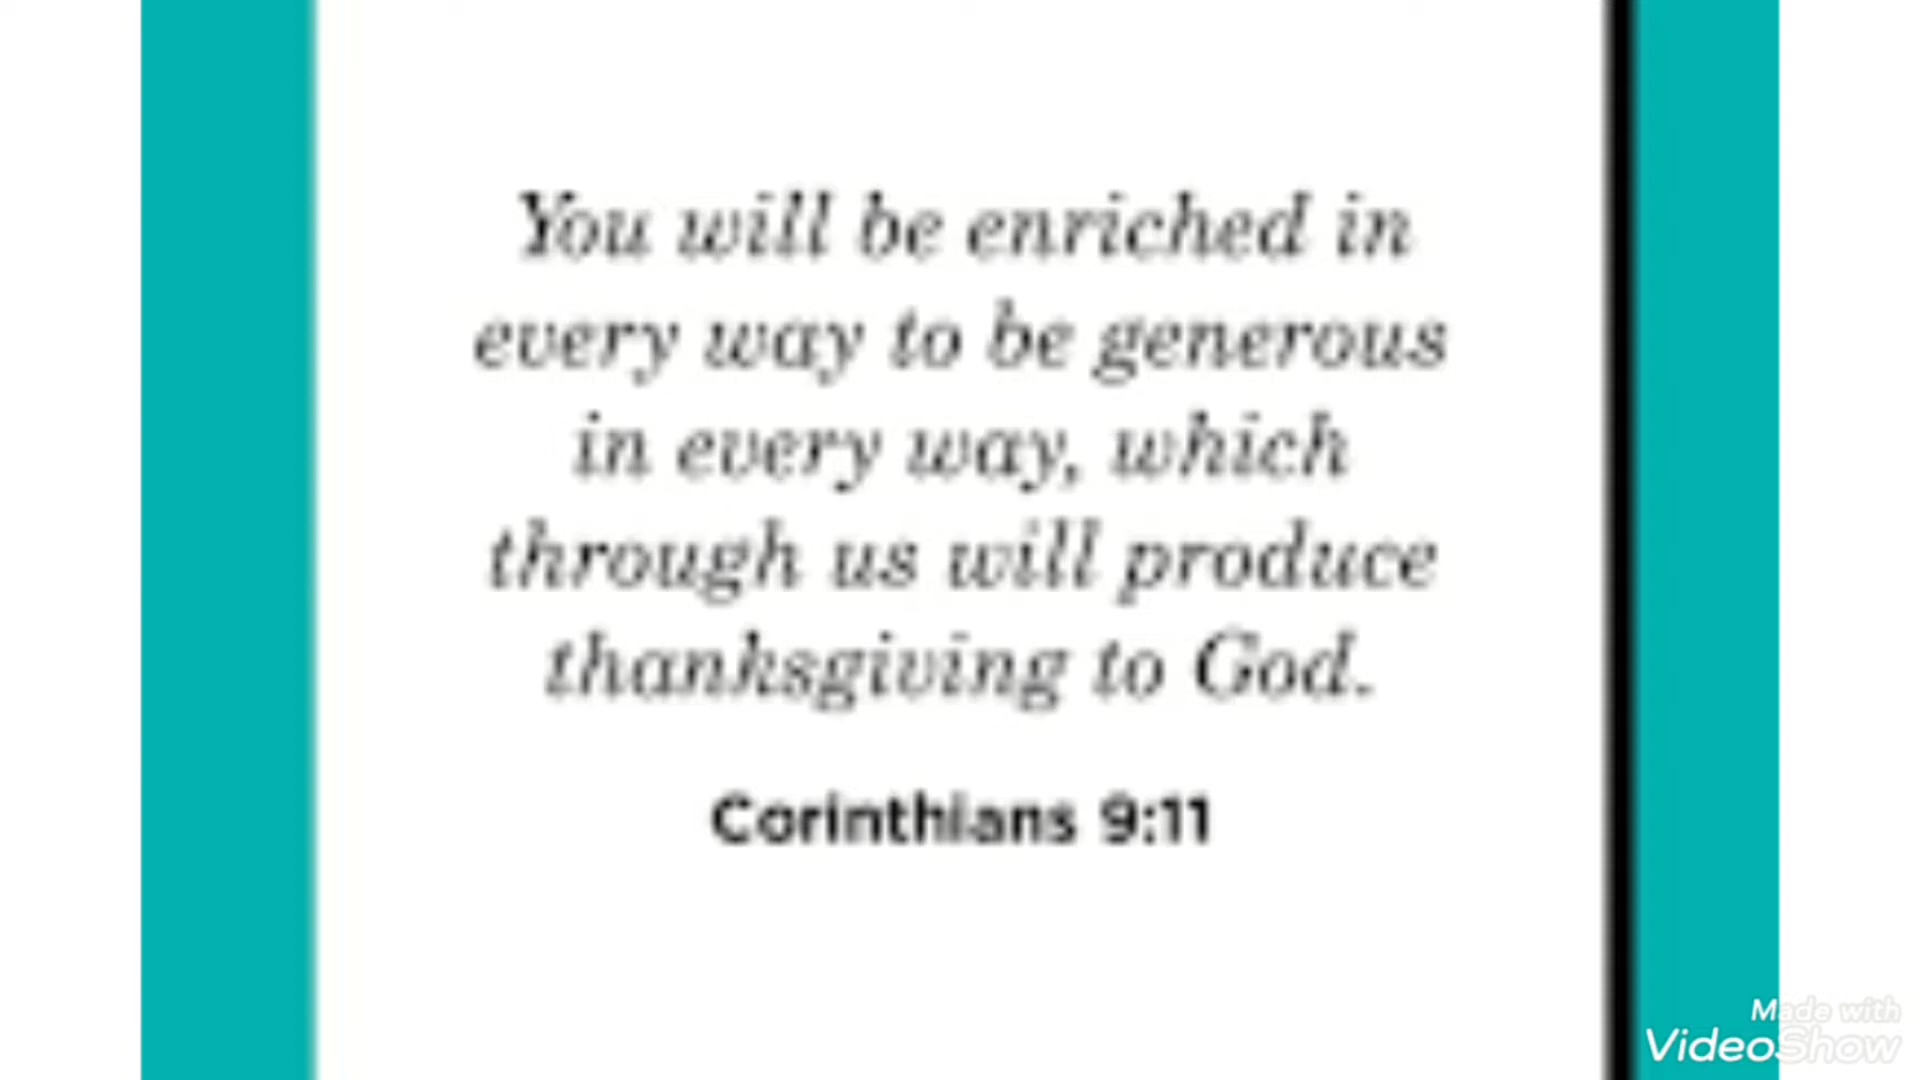 You will be enriched in
every way to be generous
in every way, which
through us will produce
thanksgiving to God.
Corinthians 9:11
Made with
VideoShow